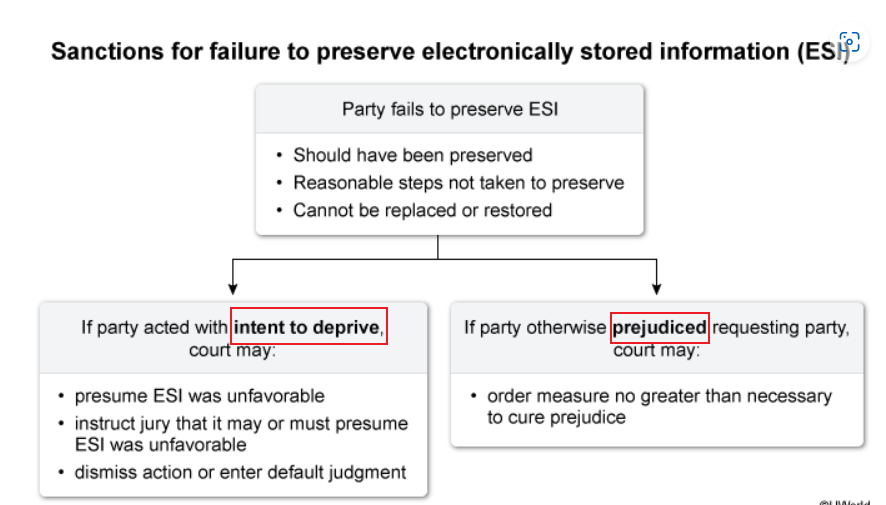 Sanctions for failure to preserve electronically stored information (ESI)
Party fails to preserve ESI
• Should have been preserved
• Reasonable steps not taken to preserve
• Cannot be replaced or restored
If party acted with intent to deprive,
court may:
• presume ESI was unfavorable
• instruct jury that it may or must presume
ESI was unfavorable
• dismiss action or enter default judgment
If party otherwise prejudiced requesting party,
court may:
• order measure no greater than necessary
to cure prejudice
©UWorld